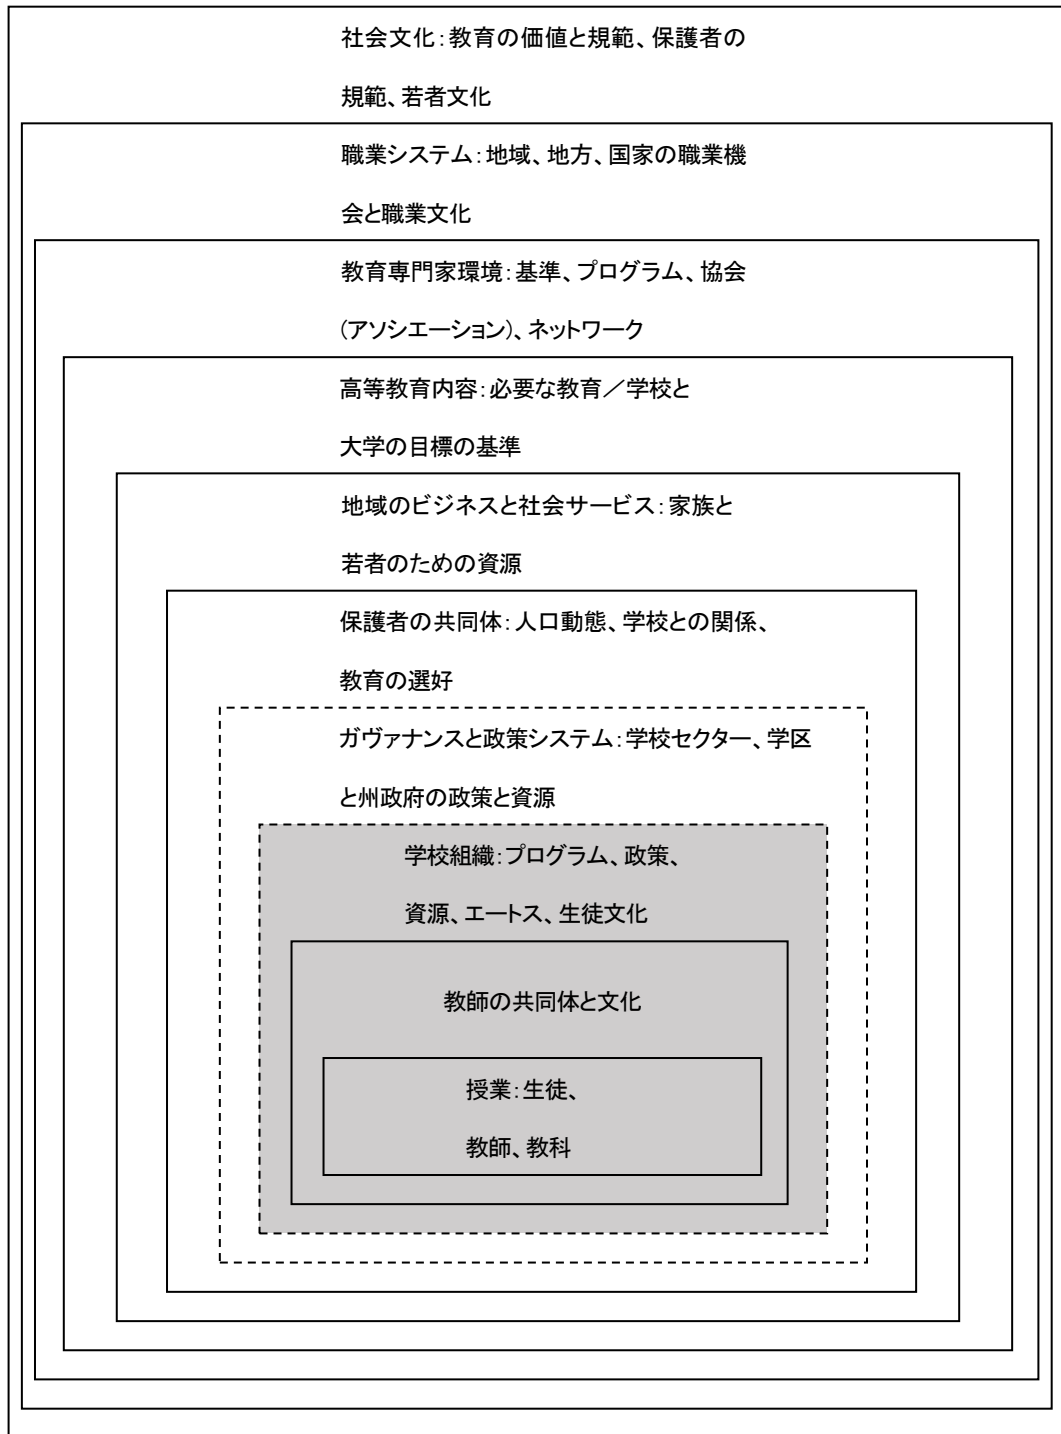 社会文化：教育の価値と規範、保護者の
規範、若者文化
職業システム：地域、地方、国家の職業機
会と職業文化
教育専門家環境：基準、プログラム、協会
(アソシエーション)、ネットワーク
高等教育内容：必要な教育／学校と
大学の目標の基準
地域のビジネスと社会サービス：家族と
若者のための資源
保護者の共同体：人口動態、学校との関係、
教育の選好
ガヴァナンスと政策システム：学校セクター、学区
と州政府の政策と資源
学校組織：プログラム、政策、
資源、エートス、生徒文化
教師の共同体と文化
授業：生徒、
教師、教科